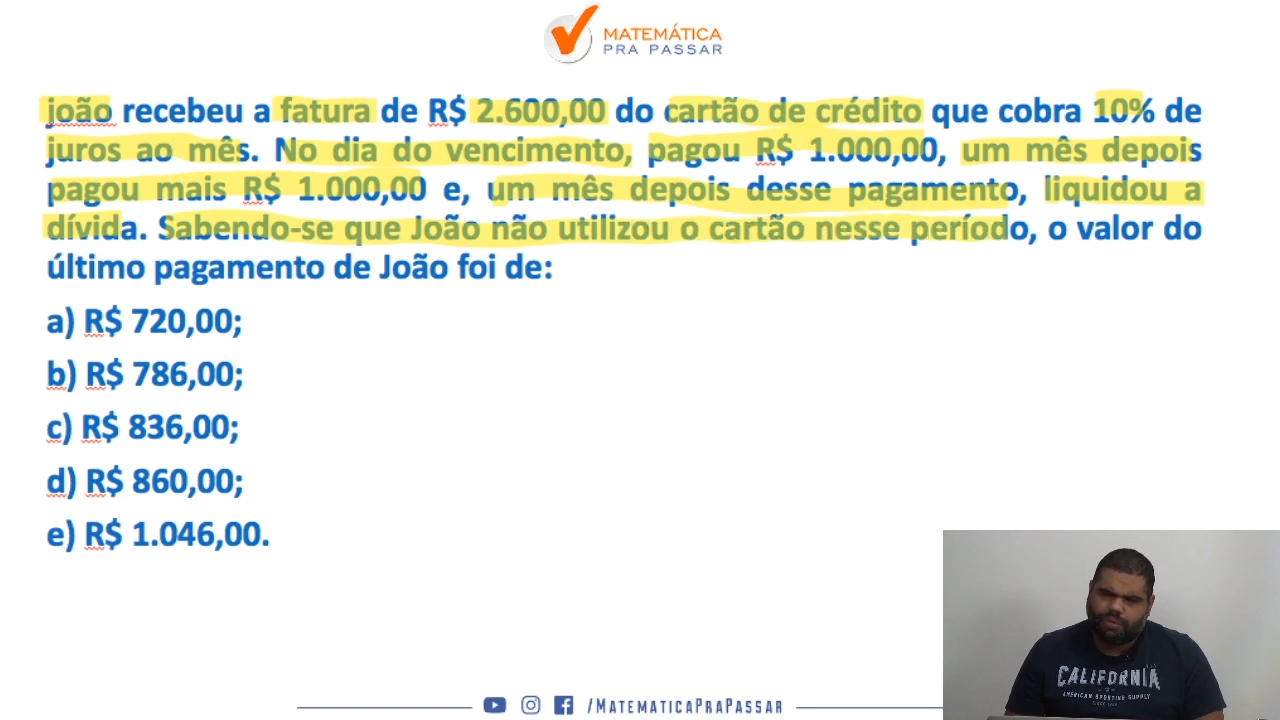 MATEMÁTICA
PRA PASSAR
joão recebeu a fatura de R$ 2.600,00 do cartão de crédito que cobra 10% de
juros ao mês. No dia do vencimento, pagou R$ 1.000,00, um mês depois
pagou mais R$ 1.000,00 e, um mês depois desse pagamento, liquidou a
dívida. Sabendo-se que João não utilizou o cartão nesse período, o valor do
último pagamento de João foi de:
a) R$ 720,00;
b) R$ 786,00;
c) R$ 836,00;
d) R$ 860,00;
e) R$ 1.046,00.
CALIFORNIA
AMERICAN SPORTING SUPPLY
/MatematicaPraPassar